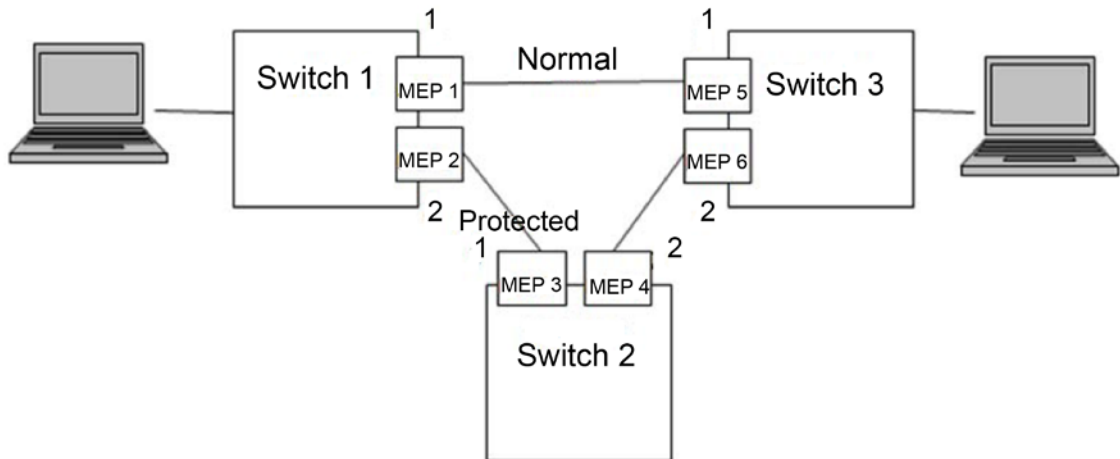 1
1
Normal
Switch 1
MEP 1
MEP 5
Switch 3
MEP 2
MEP 6
2
2
Protected
1
2
MEP 3
MEP 4
Switch 2